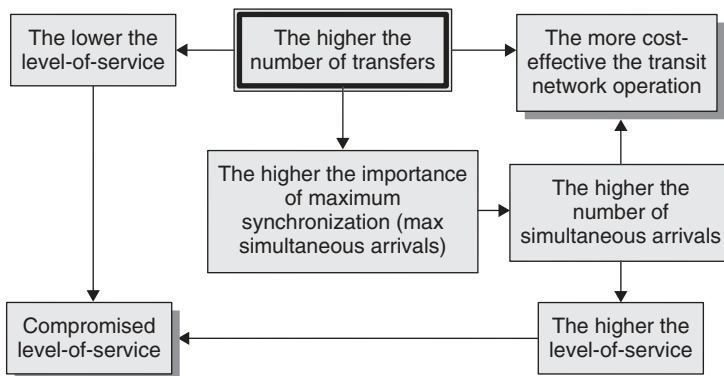 The lower the
level-of-service
The higher the
number of transfers
The more cost-
effective the transit
network operation
The higher the importance
of maximum
synchronization (max
simultaneous arrivals)
The higher the
number of
simultaneous arrivals
Compromised
level-of-service
The higher the
level-of-service